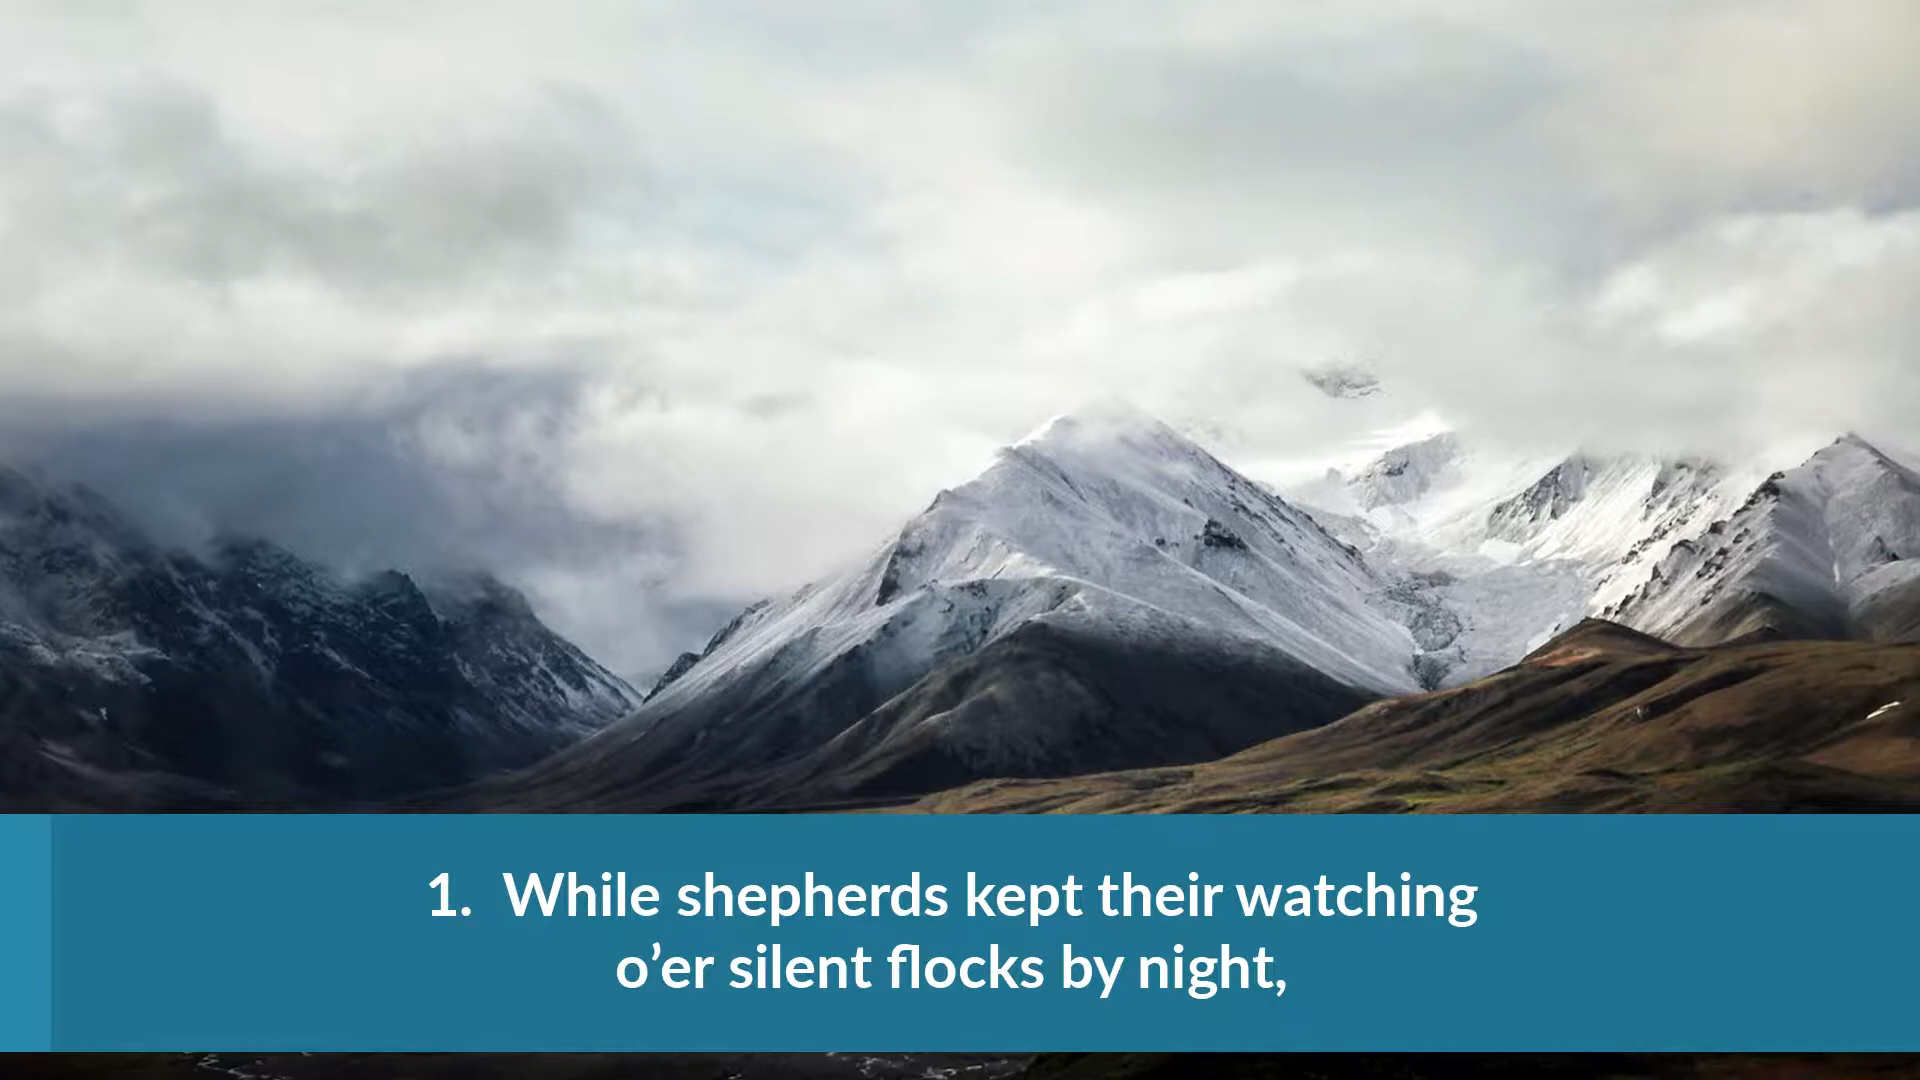 1. While shepherds kept their watching
o’er silent flocks by night,